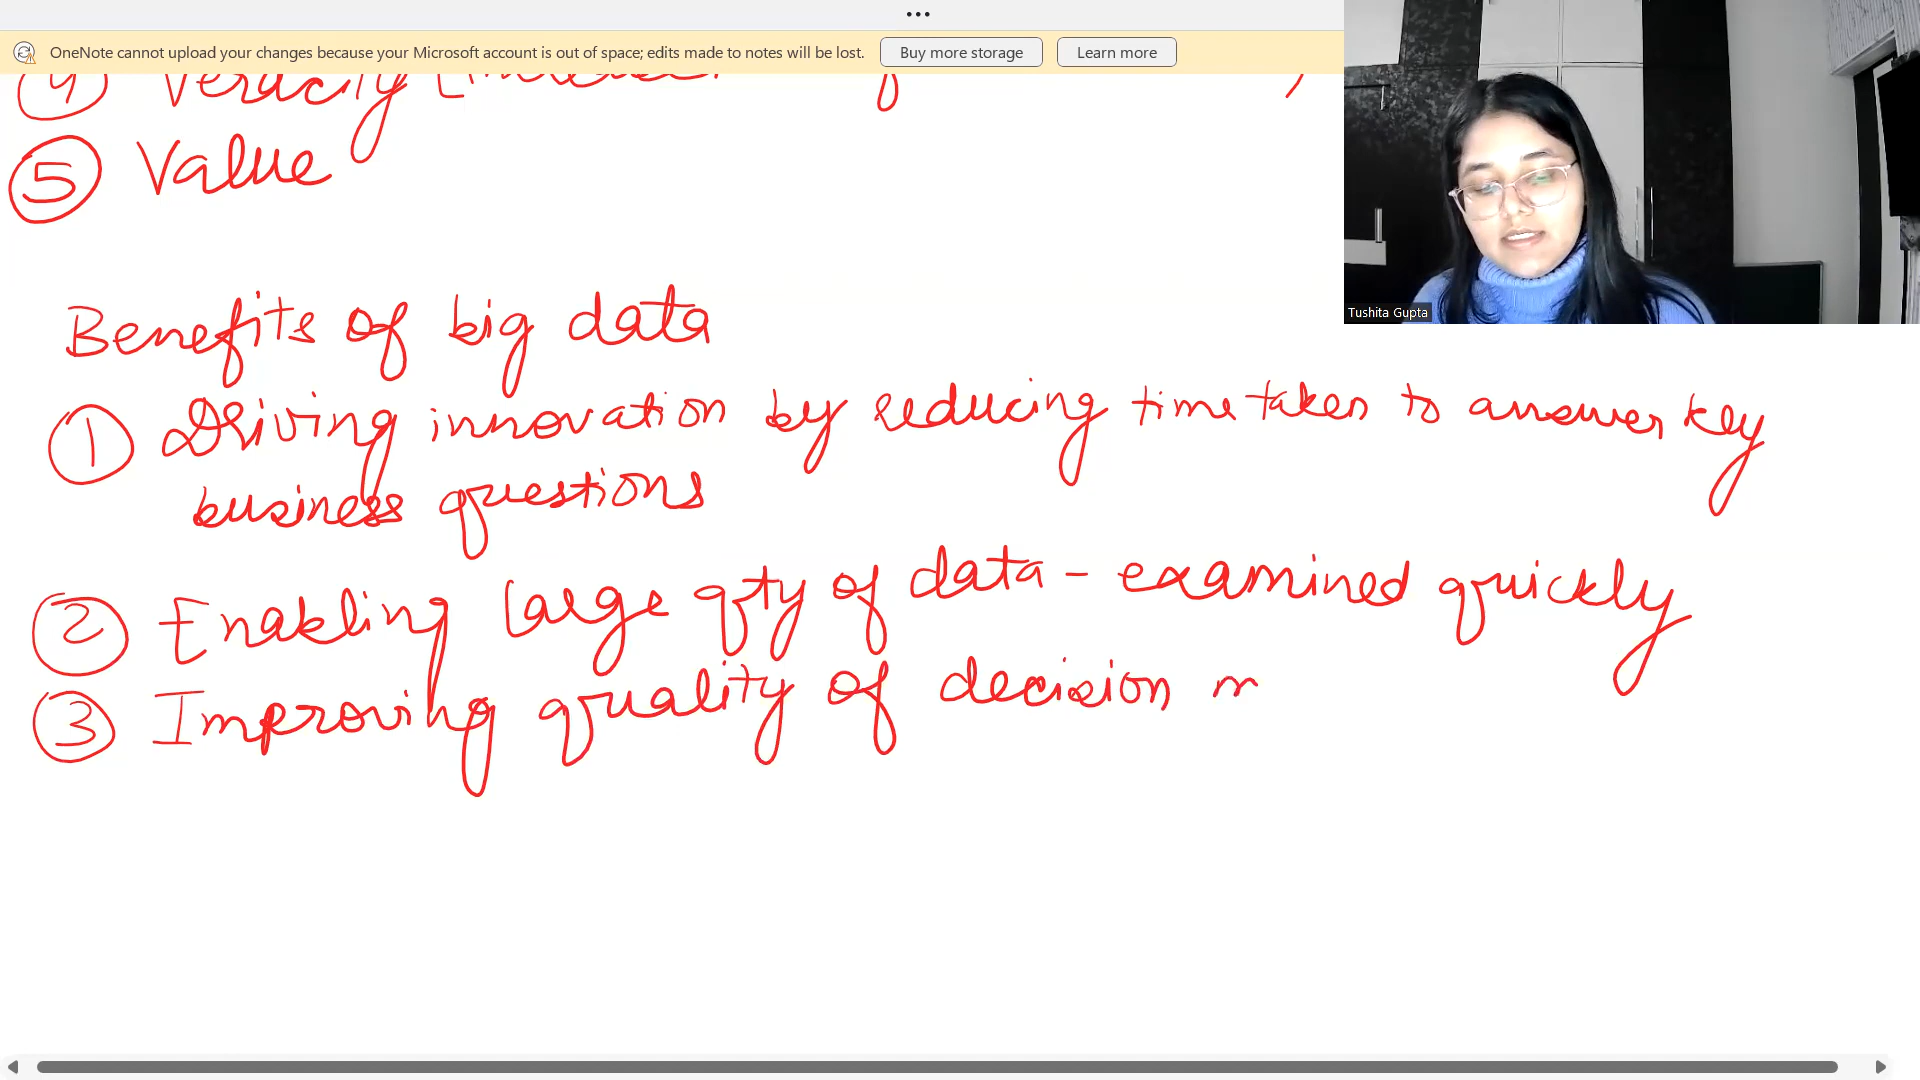 •••
OneNote cannot upload your changes because your Microsoft account is out of space; edits made to notes will be lost. Buy more storage Learn more
4 Veracity
5 Value
Tushita Gupta
Benefits of big data
1 Driving innovation by reducing time taken to answer key
business questions
2 Enabling large qty of data - examined quickly
3 Improving quality of decision m